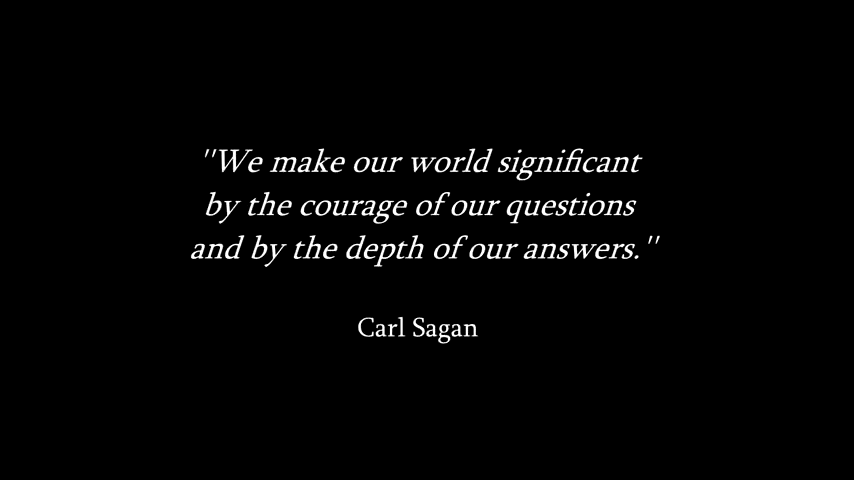 "We make our world significant
by the courage of our questions
and by the depth of our answers."
Carl Sagan